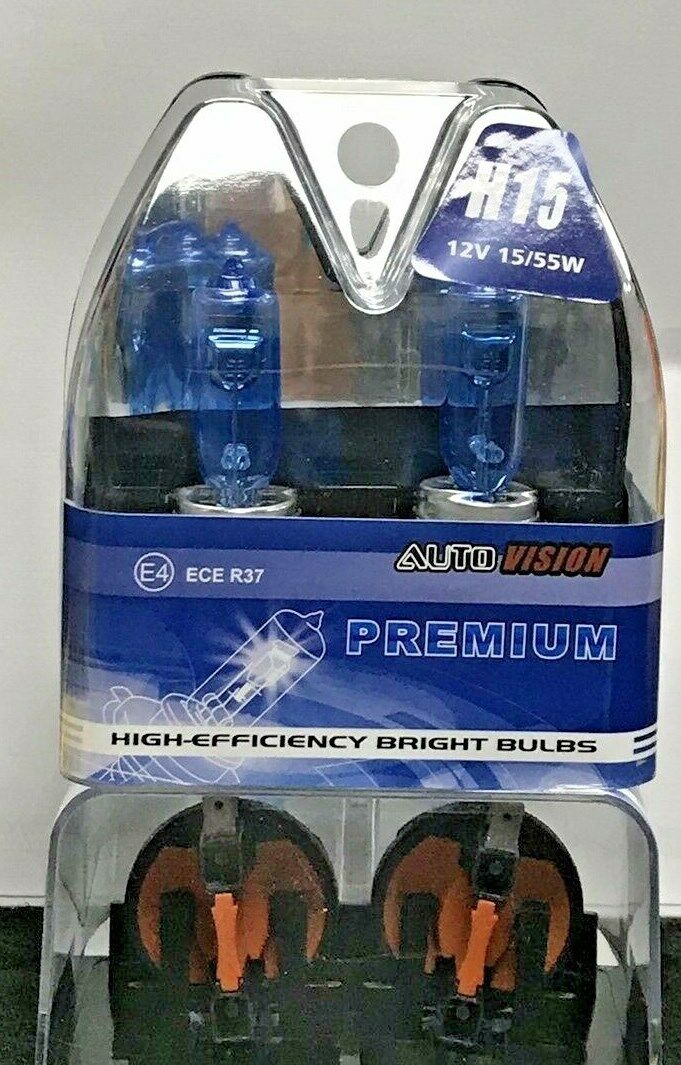 H15
12V 15/55W
E4 ECE R37
AUTO VISION
PREMIUM
HIGH-EFFICIENCY BRIGHT BULBS